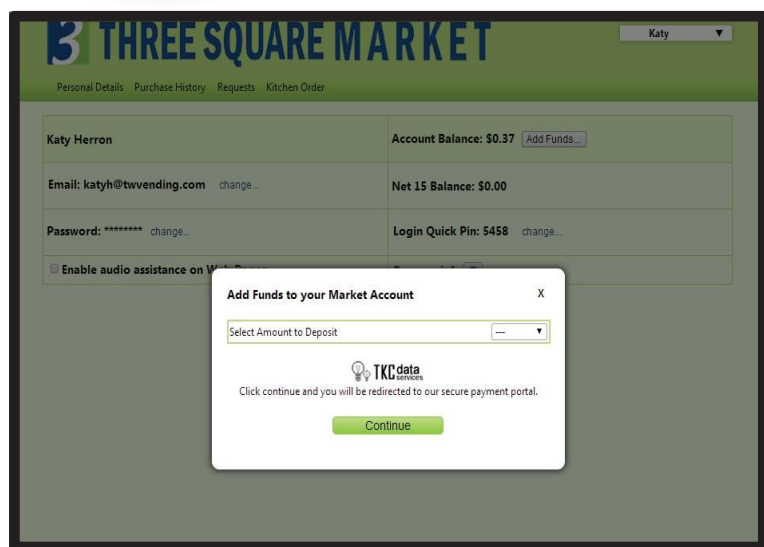 3 THREE SQUARE MARKET
Katy
Personal Details Purchase History Requests Kitchen Order
Katy Herron
Account Balance: $0.37 Add Funds...
Email: katyh@twvending.com change...
Net 15 Balance: $0.00
Password: ******** change...
Login Quick Pin: 5458 change...
Enable audio assistance on
Add Funds to your Market Account X
Select Amount to Deposit ---
TKC data services
Click continue and you will be redirected to our secure payment portal.
Continue